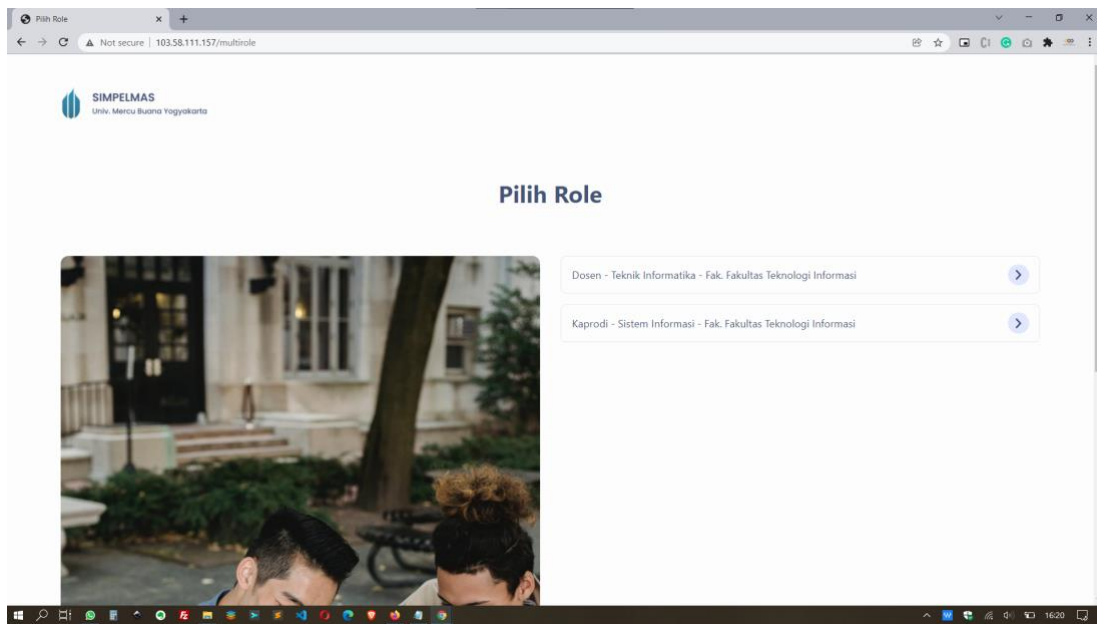 Pilih Role
Not secure
103.58.111.157/multirole
SIMPELMAS
Univ. Mercu Buana Yogyakarta
Pilih Role
Dosen - Teknik Informatika - Fak. Fakultas Teknologi Informasi
Kaprodi - Sistem Informasi - Fak. Fakultas Teknologi Informasi
16:20